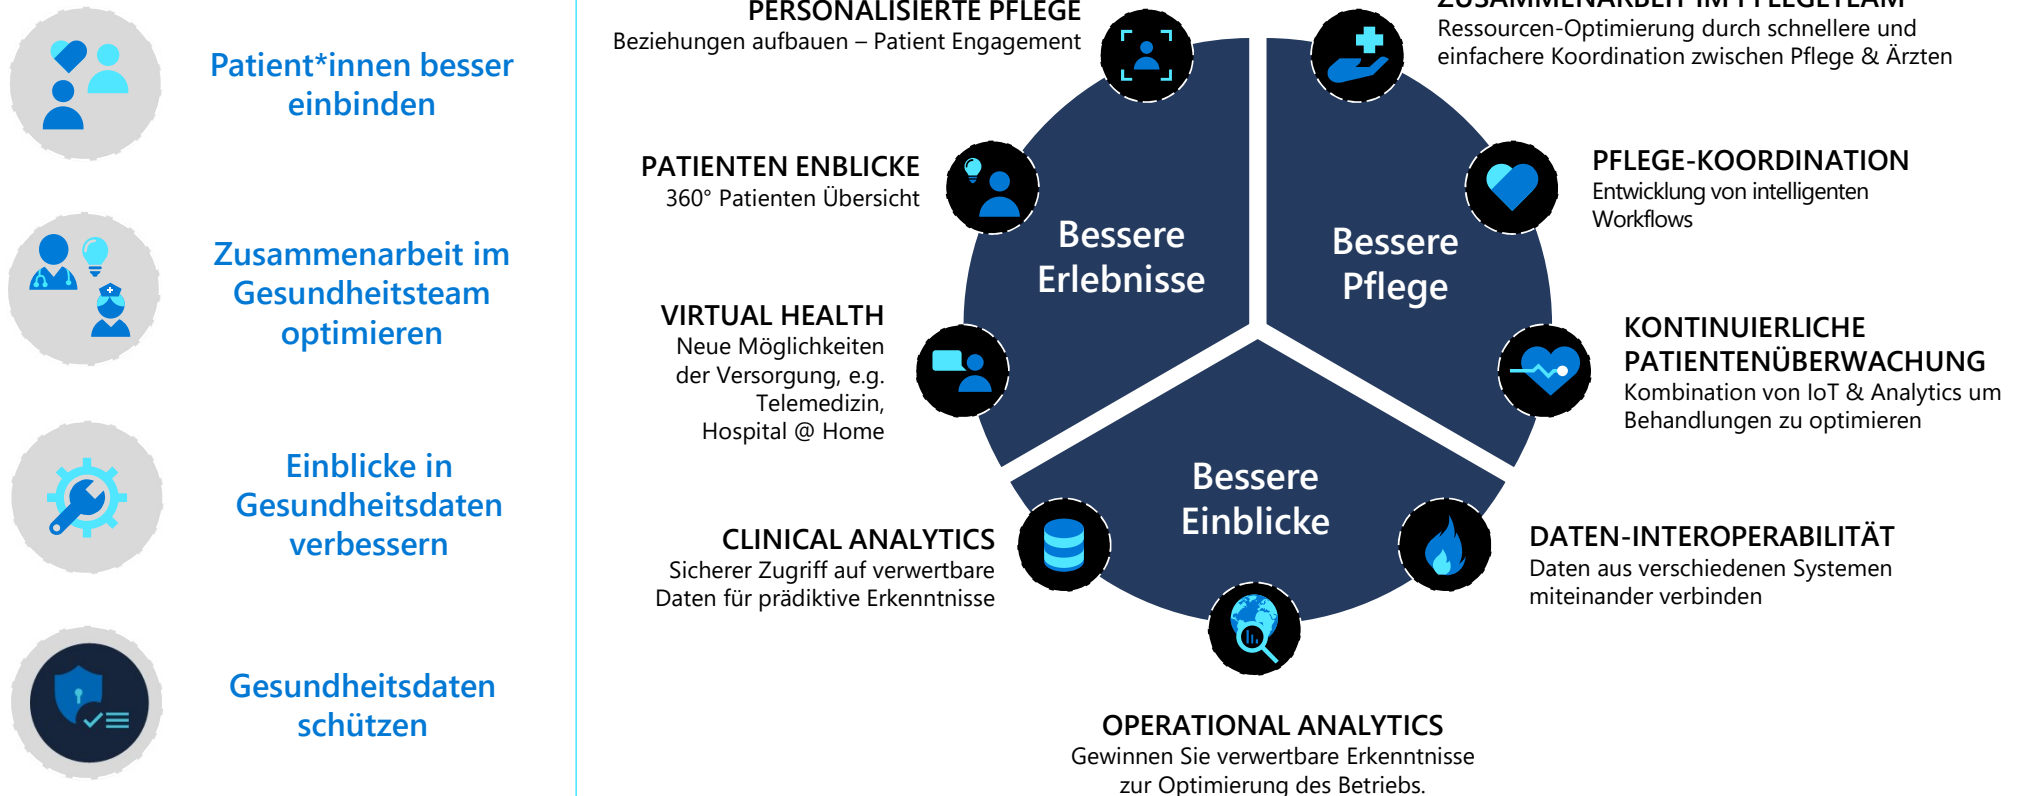 Patient*innen besser
einbinden
Zusammenarbeit im
Gesundheitsteam
optimieren
Einblicke in
Gesundheitsdaten
verbessern
Gesundheitsdaten
schützen
PERSONALISIERTE PFLEGE
Beziehungen aufbauen – Patient Engagement
PATIENTEN ENBLICKE
360° Patienten Übersicht
VIRTUAL HEALTH
Neue Möglichkeiten
der Versorgung, e.g.
Telemedizin,
Hospital @ Home
CLINICAL ANALYTICS
Sicherer Zugriff auf verwertbare
Daten für prädiktive Erkenntnisse
Bessere
Erlebnisse
Bessere
Pflege
Bessere
Einblicke
ZUSAMMENARBEIT IM PFLEGETEAM
Ressourcen-Optimierung durch schnellere und
einfachere Koordination zwischen Pflege & Ärzten
PFLEGE-KOORDINATION
Entwicklung von intelligenten
Workflows
KONTINUIERLICHE
PATIENTENÜBERWACHUNG
Kombination von IoT & Analytics um
Behandlungen zu optimieren
DATEN-INTEROPERABILITÄT
Daten aus verschiedenen Systemen
miteinander verbinden
OPERATIONAL ANALYTICS
Gewinnen Sie verwertbare Erkenntnisse
zur Optimierung des Betriebs.